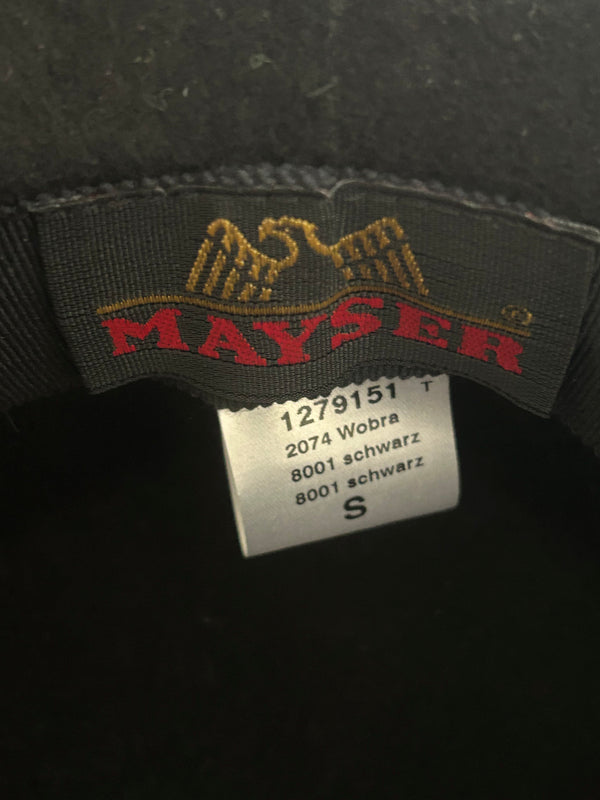 MAYSER ®
1279151 T
2074 Wobra
8001 schwarz
8001 schwarz
S